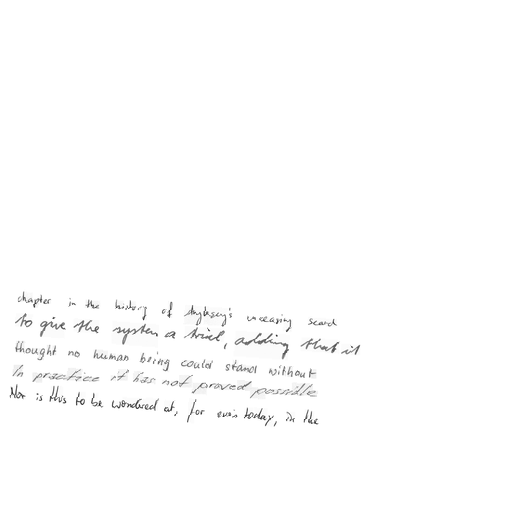 chapter in the history of unceasing search
to give the system a trial, adding that it
thought no human being could stand without
In practice it has not proved possible
Nor is this to be wondered at, for even today, in the